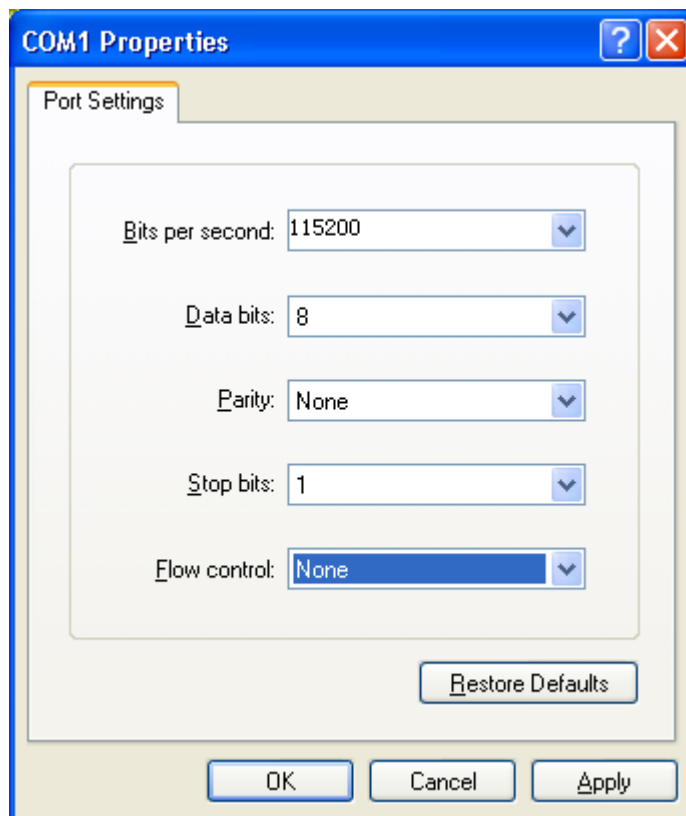 COM1 Properties
?
Port Settings
Bits per second: 115200
Data bits: 8
Parity: None
Stop bits: 1
Flow control: None
Restore Defaults
OK Cancel Apply